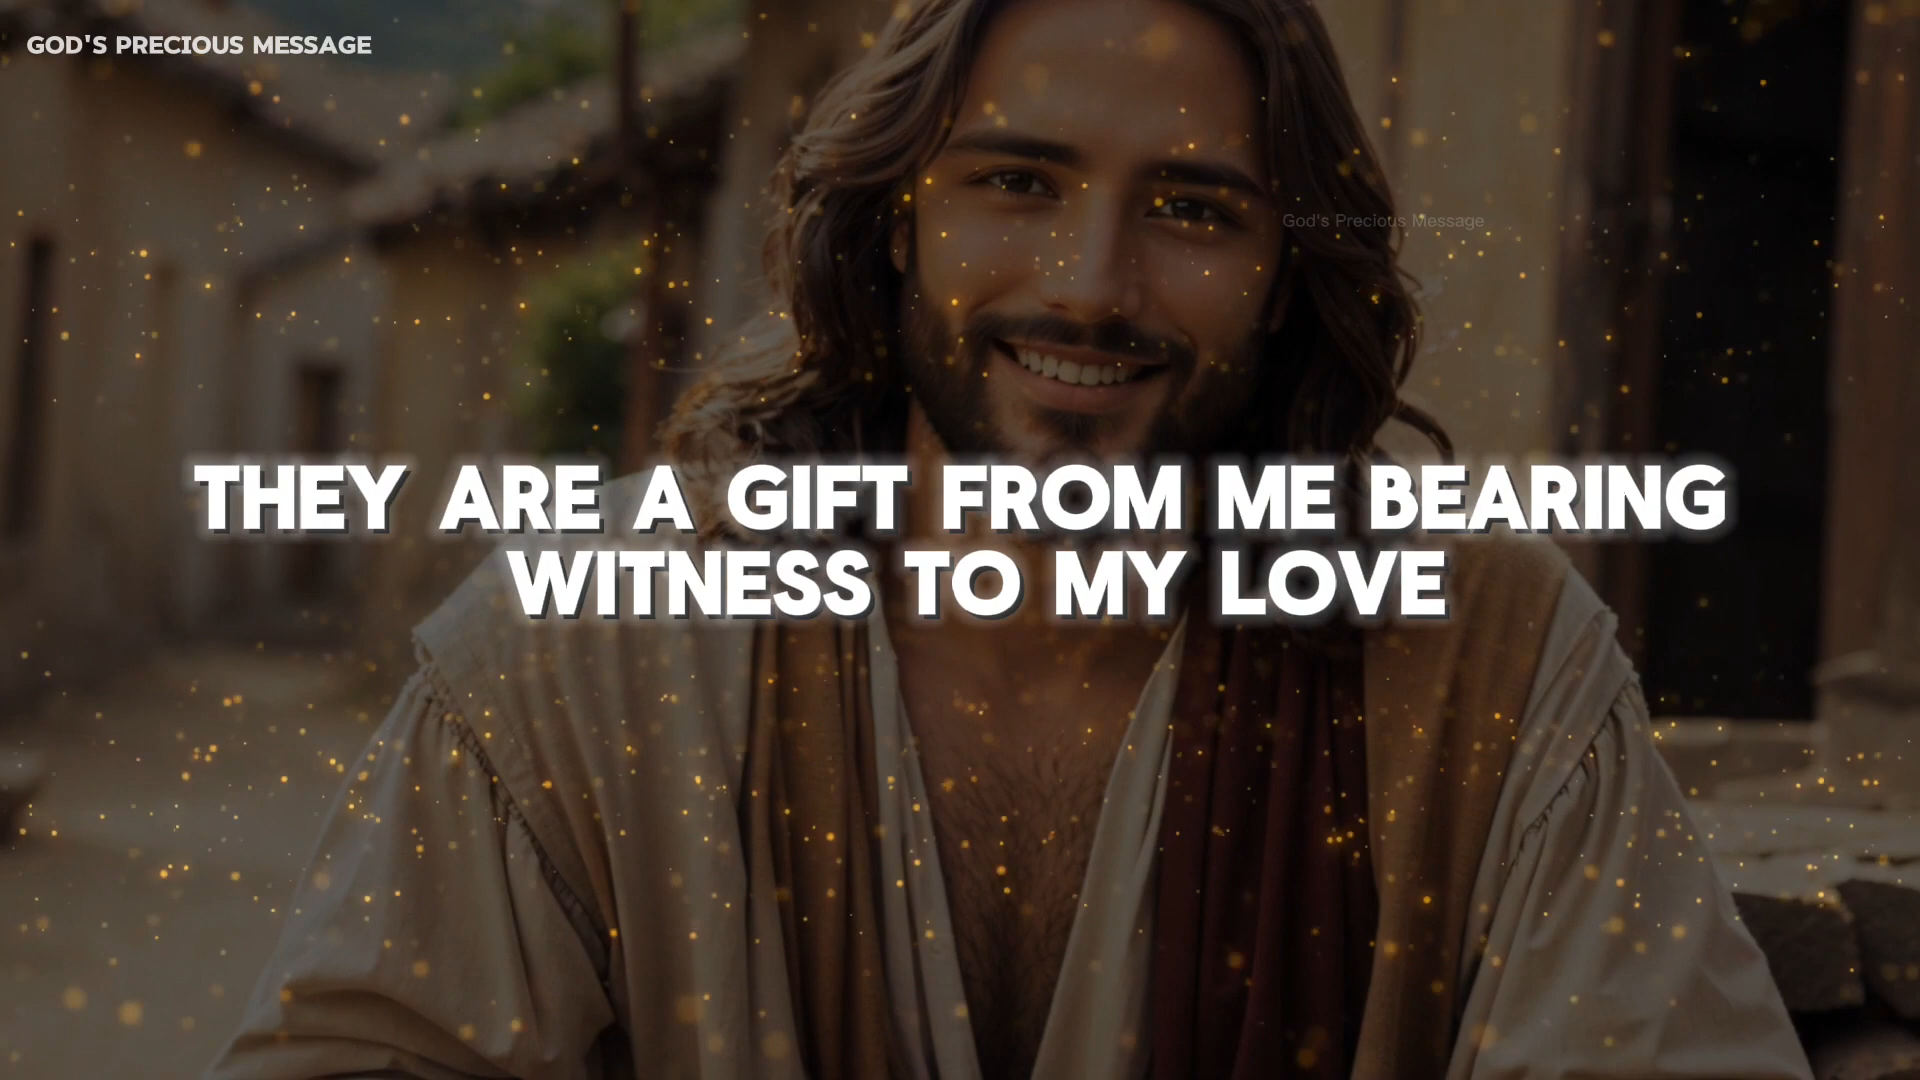 GOD'S PRECIOUS MESSAGE
God's Precious Message
THEY ARE A GIFT FROM ME BEARING
WITNESS TO MY LOVE